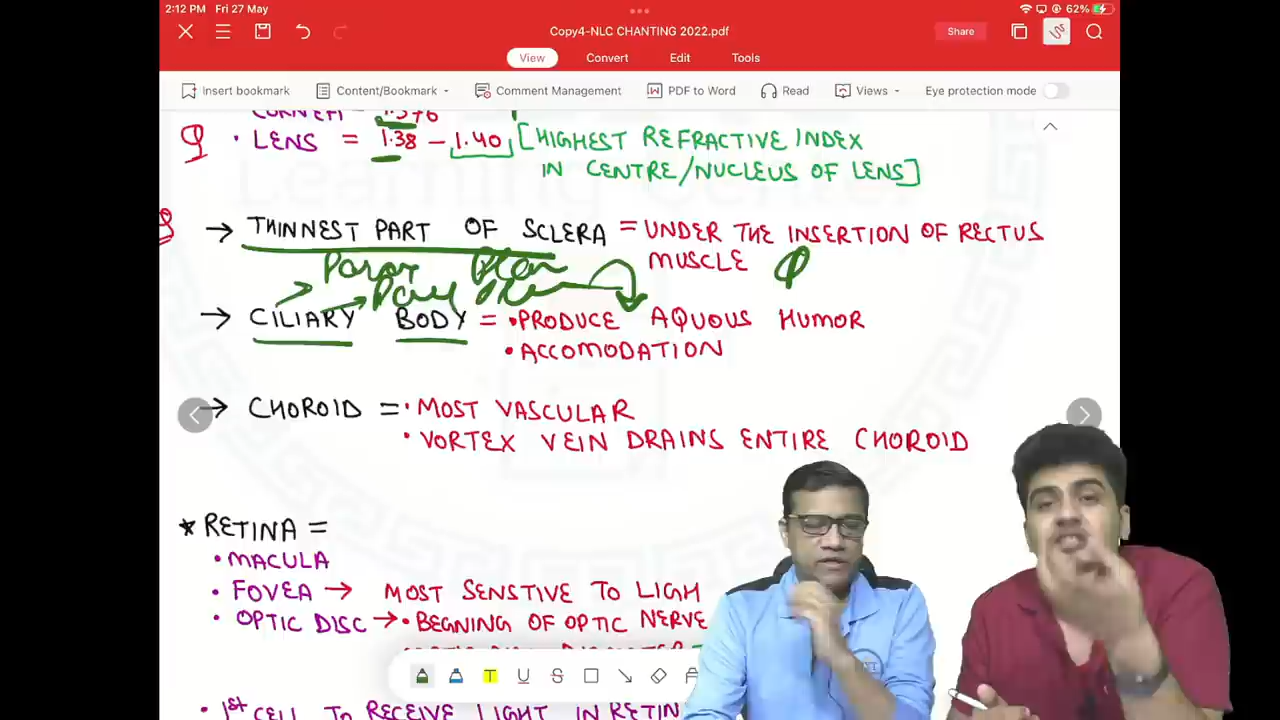 2:12 PM Fri 27 May
62%
Copy4-NLC CHANTING 2022.pdf
Share
View Convert Edit Tools
Insert bookmark Content/Bookmark Comment Management PDF to Word Read Views Eye protection mode
CORNEA = 1.376
• LENS = 1.38 – 1.40 [HIGHEST REFRACTIVE INDEX
IN CENTRE/NUCLEUS OF LENS]
→ THINNEST PART OF SCLERA = UNDER THE INSERTION OF RECTUS
MUSCLE
→ CILIARY BODY = • PRODUCE AQUOUS HUMOR
• ACCOMODATION
→ CHOROID = • MOST VASCULAR
• VORTEX VEIN DRAINS ENTIRE CHOROID
* RETINA =
• MACULA
• FOVEA → MOST SENSTIVE TO LIGH
• OPTIC DISC → • BEGNING OF OPTIC NERVE
• 1st CELL TO RECEIVE LIGHT IN RETIN